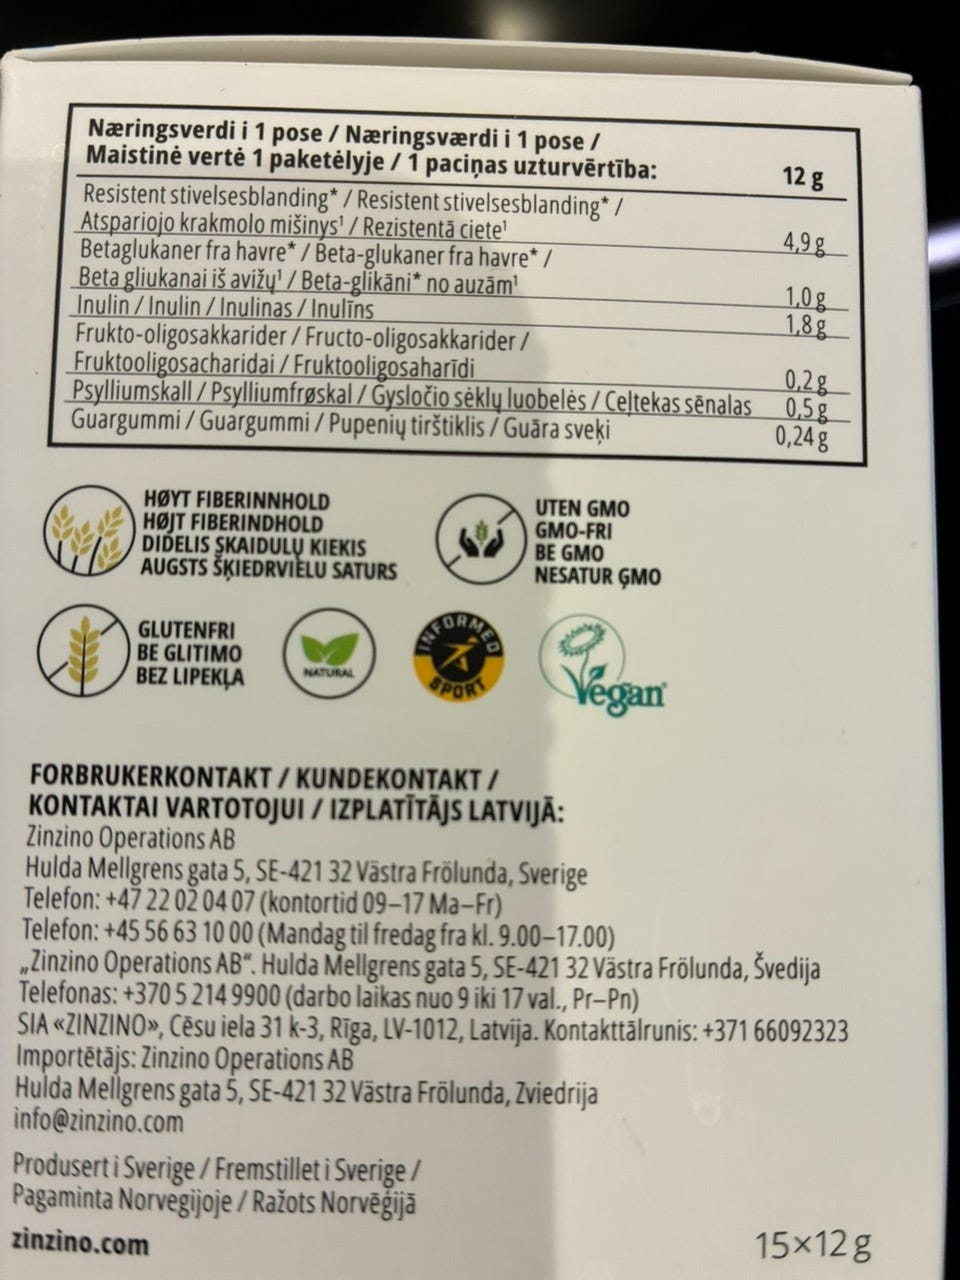 Næringsverdi i 1 pose / Næringsværdi i 1 pose /
Maistinė vertė 1 paketėlyje / 1 paciņas uzturvērtība: 12 g
Resistent stivelsesblanding* / Resistent stivelsesblanding* /
Atspariojo krakmolo mišinys¹ / Rezistentā ciete¹ 4,9 g
Betaglukaner fra havre* / Beta-glukaner fra havre* /
Beta gliukanai iš avižų¹ / Beta-glikāni* no auzām¹ 1,0 g
Inulin / Inulin / Inulinas / Inulīns 1,8 g
Frukto-oligosakkarider / Fructo-oligosakkarider /
Fruktooligosacharidai / Fruktooligosaharīdi 0,2 g
Psylliumskall / Psylliumfrøskal / Gysločio sėklų luobelės / Ceļtekas sēnalas 0,5 g
Guargummi / Guargummi / Pupenių tirštiklis / Guāra sveķi 0,24 g
HØYT FIBERINNHOLD
HØJT FIBERINDHOLD
DIDELIS ŠKAIDULŲ KIEKIS
AUGSTS ŠĶIEDRVIELU SATURS
UTEN GMO
GMO-FRI
BE GMO
NESATUR ĢMO
GLUTENFRI
BE GLITIMO
BEZ LIPEKĻA
NATURAL
INFORMED
SPORT
Vegan
FORBRUKERKONTAKT / KUNDEKONTAKT /
KONTAKTAI VARTOTOJUI / IZPLATĪTĀJS LATVIJĀ:
Zinzino Operations AB
Hulda Mellgrens gata 5, SE-421 32 Västra Frölunda, Sverige
Telefon: +47 22 02 04 07 (kontortid 09–17 Ma–Fr)
Telefon: +45 56 63 10 00 (Mandag til fredag fra kl. 9.00–17.00)
„Zinzino Operations AB“. Hulda Mellgrens gata 5, SE-421 32 Västra Frölunda, Švedija
Telefonas: +370 5 214 9900 (darbo laikas nuo 9 iki 17 val., Pr–Pn)
SIA «ZINZINO», Cēsu iela 31 k-3, Rīga, LV-1012, Latvija. Kontakttālrunis: +371 66092323
Importētājs: Zinzino Operations AB
Hulda Mellgrens gata 5, SE-421 32 Västra Frölunda, Zviedrija
info@zinzino.com
Produsert i Sverige / Fremstillet i Sverige /
Pagaminta Norvegijoje / Ražots Norvēģijā
zinzino.com
15×12 g